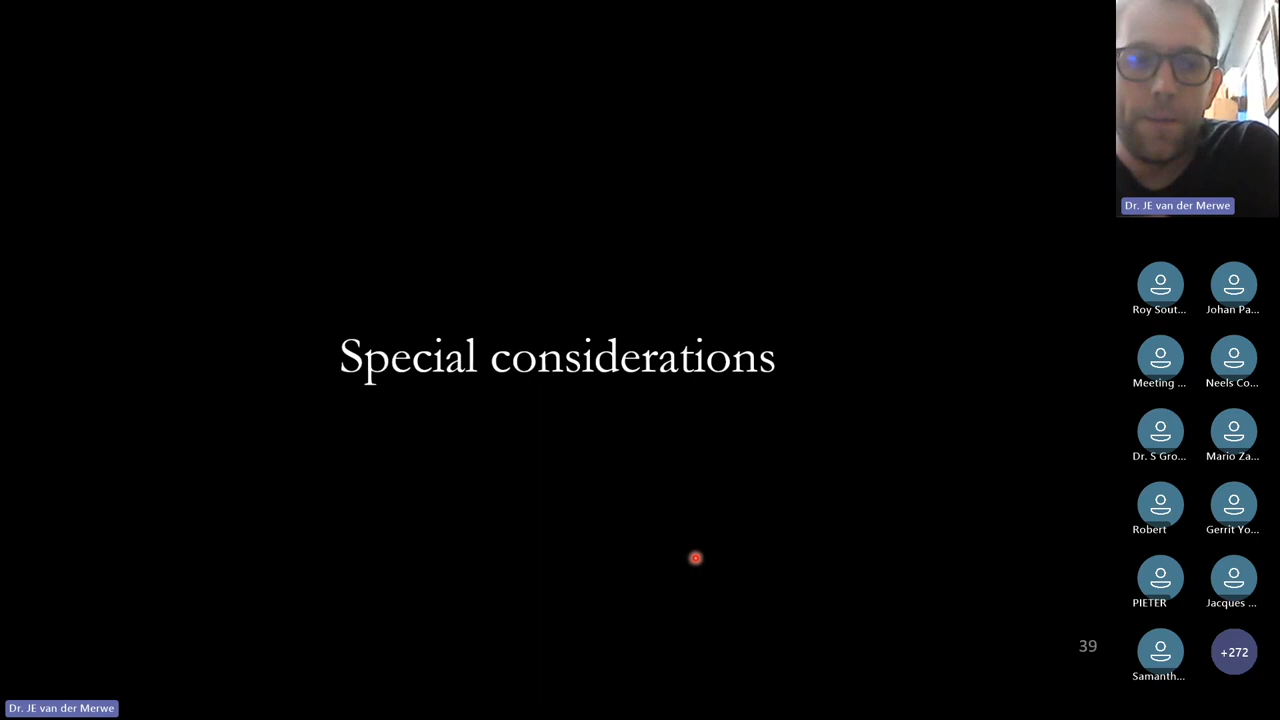 Special considerations
39
Dr. JE van der Merwe
Dr. JE van der Merwe
Roy Sout...
Johan Pa...
Meeting ...
Neels Co...
Dr. S Gro...
Mario Za...
Robert
Gerrit Yo...
PIETER
Jacques ...
Samanth...
+272